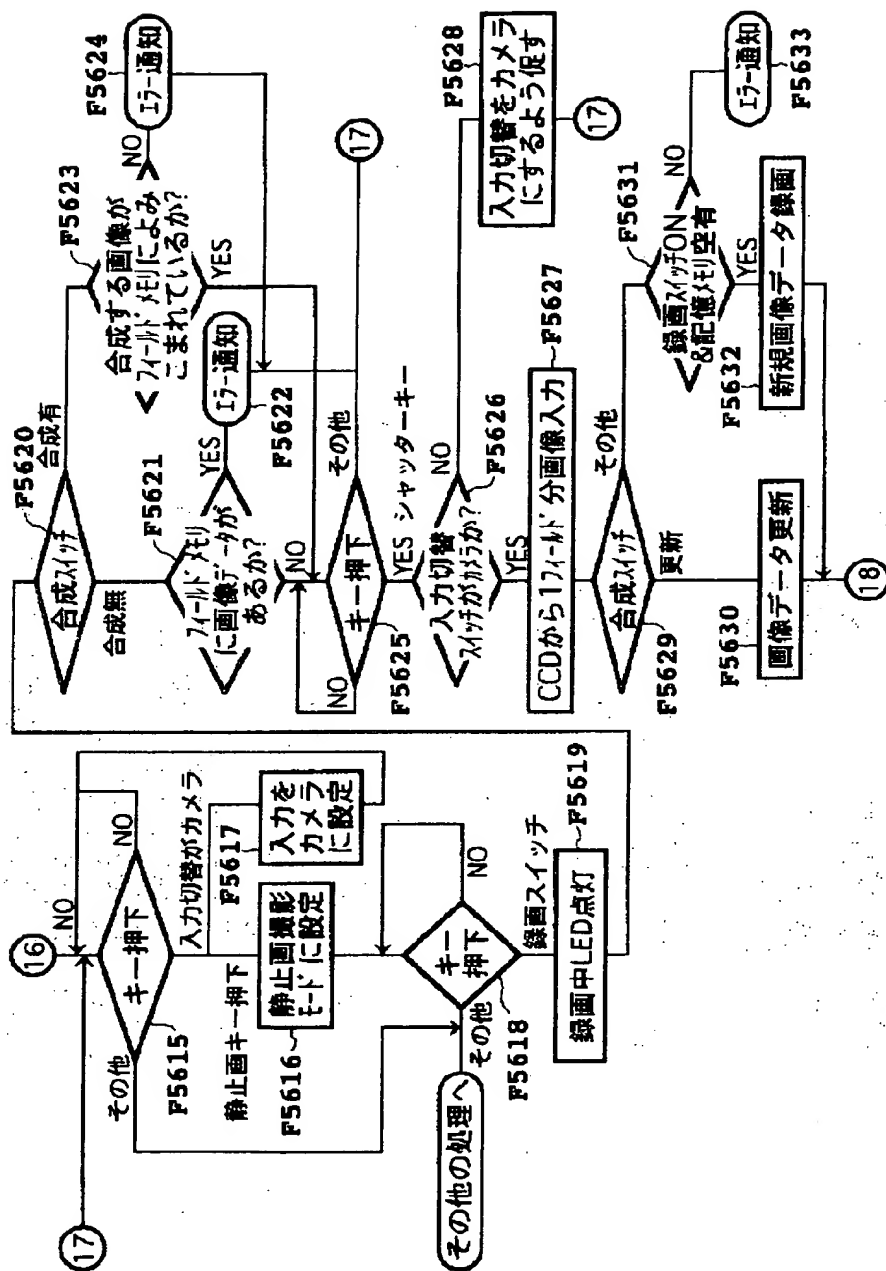 16
17
NO
キー押下
NO
その他
F5615
入力切替がカメラ
静止画キー押下
F5617
入力を
カメラ
に設定
静止画撮影
モードに設定
F5616
キー
押下
NO
その他
F5618
その他の処理へ
録画スイッチ
録画中LED点灯
F5619
合成スイッチ
F5620
合成有
合成無
F5621
フィールドメモリ
に画像データが
あるか?
YES
NO
エラー通知
F5622
F5623
合成する画像が
フィールドメモリによみ
こまれているか?
NO
YES
エラー通知
F5624
キー押下
NO
その他
17
F5625
YES シャッターキー
入力切替
スイッチがカメラか?
F5626
NO
YES
入力切替をカメラ
にするよう促す
F5628
17
CCDから1フィールド分画像入力
F5627
合成スイッチ
その他
F5629
更新
画像データ更新
F5630
録画スイッチON
&記憶メモリ空有
F5631
NO
YES
エラー通知
F5633
F5632
新規画像データ録画
18